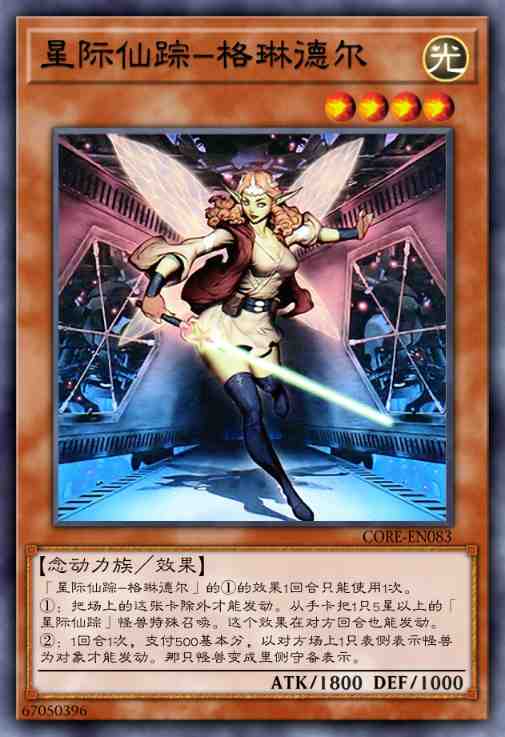 星际仙踪-格琳德尔
光
CORE-EN083
【念动力族／效果】
「星际仙踪-格琳德尔」的①的效果1回合只能使用1次。
①：把场上的这张卡除外才能发动。从手卡把1只5星以上的「
星际仙踪」怪兽特殊召唤。这个效果在对方回合也能发动。
②：1回合1次，支付500基本分，以对方场上1只表侧表示怪兽
为对象才能发动。那只怪兽变成里侧守备表示。
ATK/1800 DEF/1000
67050396